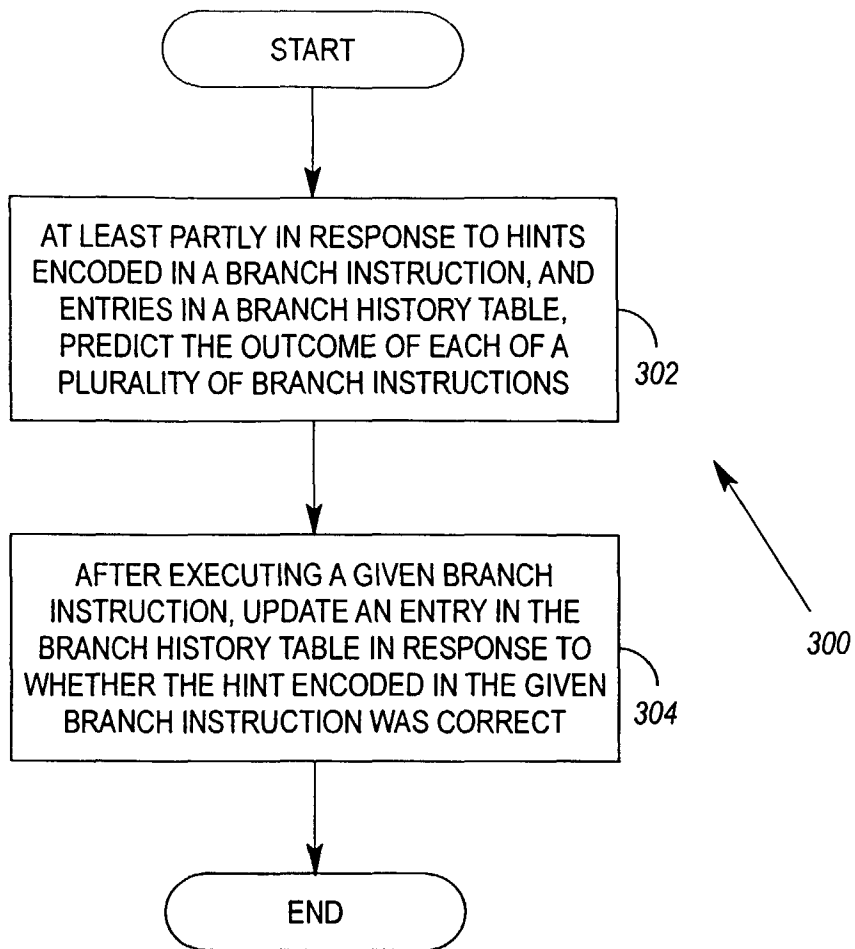 START
AT LEAST PARTLY IN RESPONSE TO HINTS
ENCODED IN A BRANCH INSTRUCTION, AND
ENTRIES IN A BRANCH HISTORY TABLE,
PREDICT THE OUTCOME OF EACH OF A
PLURALITY OF BRANCH INSTRUCTIONS
302
AFTER EXECUTING A GIVEN BRANCH
INSTRUCTION, UPDATE AN ENTRY IN THE
BRANCH HISTORY TABLE IN RESPONSE TO
WHETHER THE HINT ENCODED IN THE GIVEN
BRANCH INSTRUCTION WAS CORRECT
300
304
END